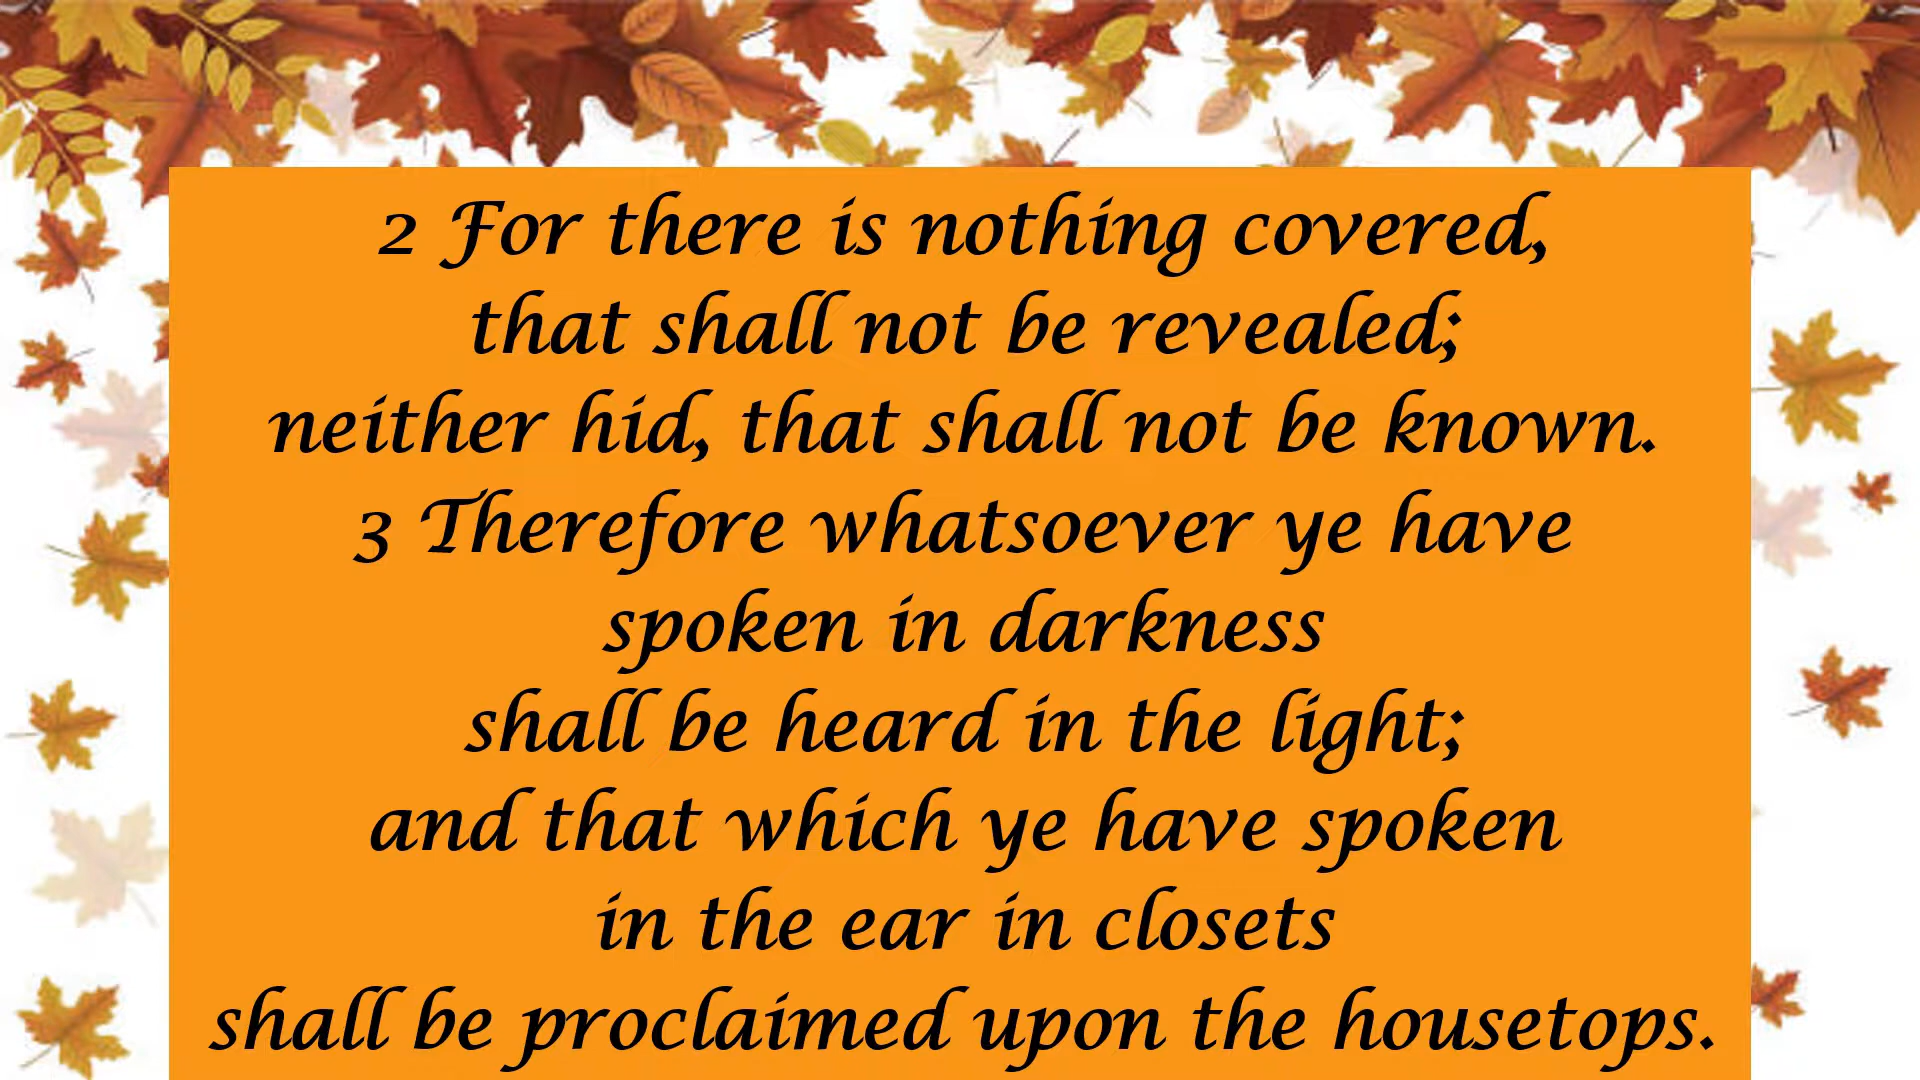 2 For there is nothing covered,
that shall not be revealed;
neither hid, that shall not be known.
3 Therefore whatsoever ye have
spoken in darkness
shall be heard in the light;
and that which ye have spoken
in the ear in closets
shall be proclaimed upon the housetops.